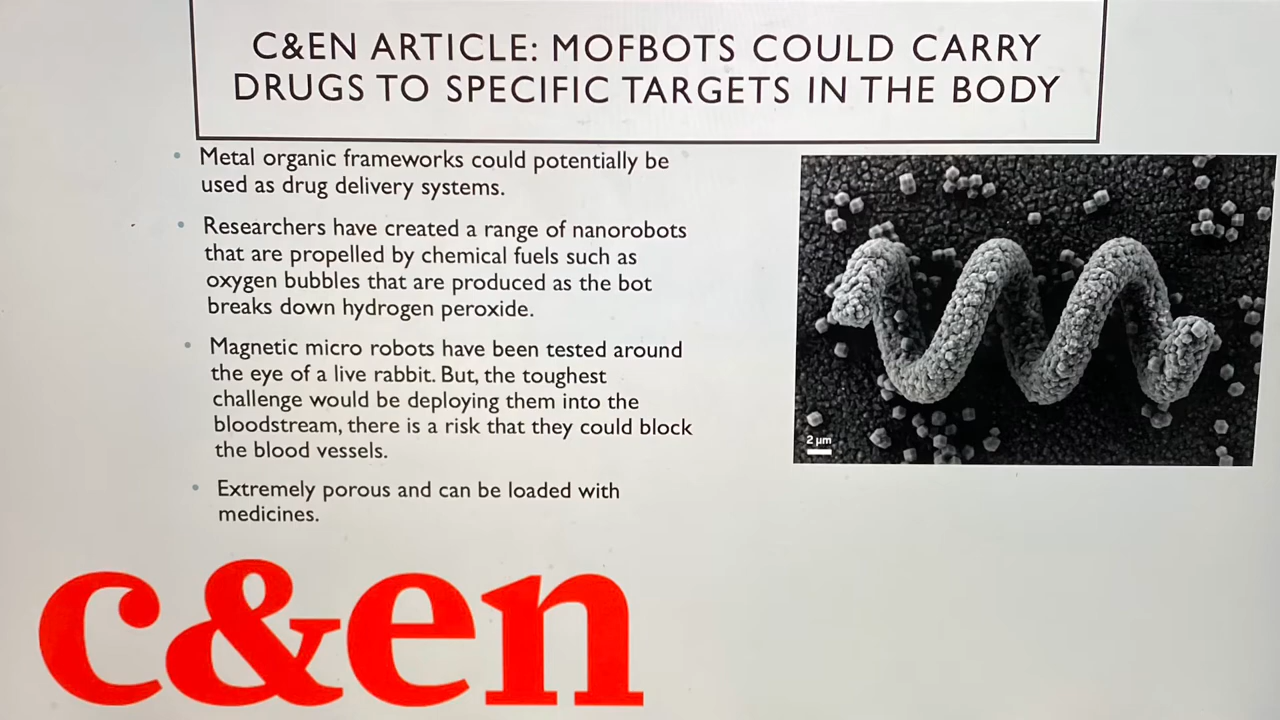 C&EN ARTICLE: MOFBOTS COULD CARRY
DRUGS TO SPECIFIC TARGETS IN THE BODY
Metal organic frameworks could potentially be
used as drug delivery systems.
Researchers have created a range of nanorobots
that are propelled by chemical fuels such as
oxygen bubbles that are produced as the bot
breaks down hydrogen peroxide.
Magnetic micro robots have been tested around
the eye of a live rabbit. But, the toughest
challenge would be deploying them into the
bloodstream, there is a risk that they could block
the blood vessels.
Extremely porous and can be loaded with
medicines.
2 μm
c&en